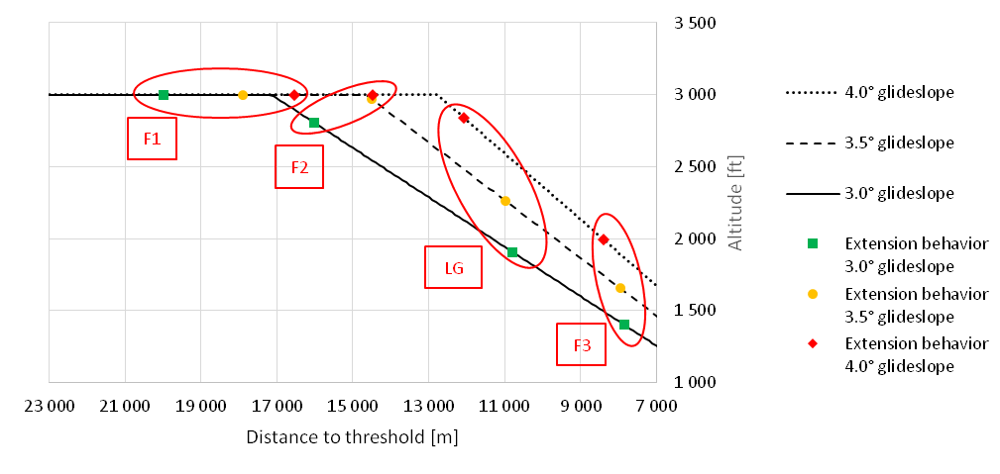 3 500
3 000
2 500
2 000
1 500
1 000
Altitude [ft]
F1
F2
LG
F3
23 000 21 000 19 000 17 000 15 000 13 000 11 000 9 000 7 000
Distance to threshold [m]
4.0° glideslope
3.5° glideslope
3.0° glideslope
Extension behavior
3.0° glideslope
Extension behavior
3.5° glideslope
Extension behavior
4.0° glideslope